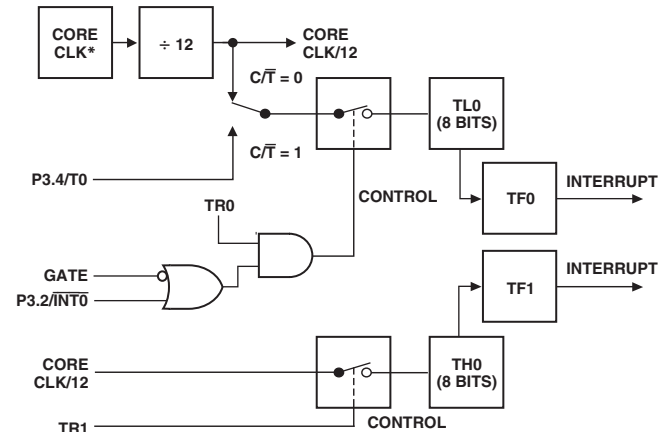 CORE
CLK*
÷ 12
CORE
CLK/12
C/T̅ = 0
TL0
(8 BITS)
C/T̅ = 1
P3.4/T0
TF0
INTERRUPT
CONTROL
TR0
GATE
P3.2/I̅N̅T̅0̅
TF1
INTERRUPT
CORE
CLK/12
TH0
(8 BITS)
CONTROL
TR1